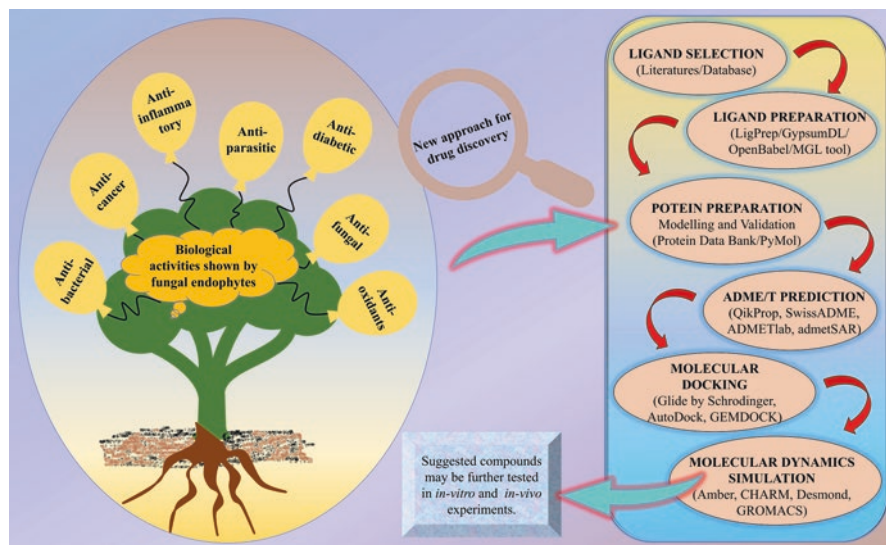 Anti-
inflamma
tory
Anti-
parasitic
Anti-
diabetic
Anti-
cancer
Anti-
fungal
Anti-
bacterial
Anti-
oxidants
Biological
activities shown by
fungal endophytes
New approach for
drug discovery
LIGAND SELECTION
(Literatures/Database)
LIGAND PREPARATION
(LigPrep/GypsumDL/
OpenBabel/MGL tool)
POTEIN PREPARATION
Modelling and Validation
(Protein Data Bank/PyMol)
ADME/T PREDICTION
(QikProp, SwissADME,
ADMETlab, admetSAR)
MOLECULAR
DOCKING
(Glide by Schrodinger,
AutoDock, GEMDOCK)
MOLECULAR DYNAMICS
SIMULATION
(Amber, CHARM, Desmond,
GROMACS)
Suggested compounds
may be further tested
in in-vitro and in-vivo
experiments.